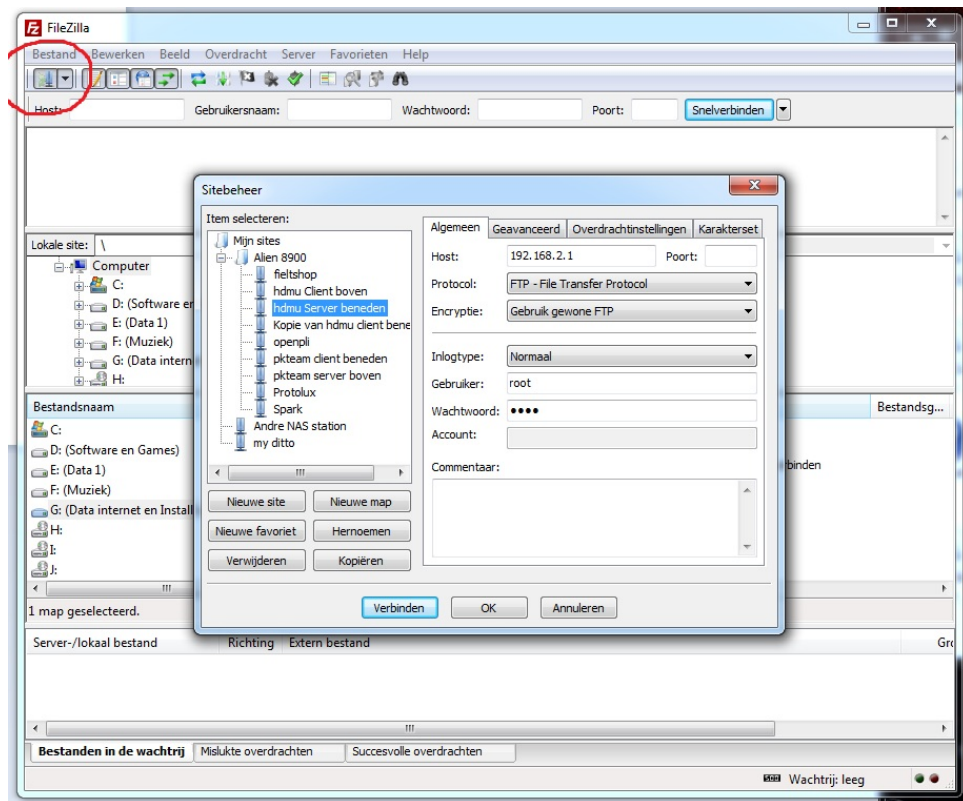 FileZilla
Bestand Bewerken Beeld Overdracht Server Favorieten Help
Host: Gebruikersnaam: Wachtwoord: Poort: Snelverbinden
Sitebeheer
Item selecteren:
Mijn sites
Alien 8900
fieltshop
hdmu Client boven
hdmu Server beneden
Kopie van hdmu client bene
openpli
pkteam client beneden
pkteam server boven
Protolux
Spark
Andre NAS station
my ditto
Nieuwe site Nieuwe map
Nieuwe favoriet Hernoemen
Verwijderen Kopiëren
Algemeen Geavanceerd Overdrachtinstellingen Karakterset
Host: 192.168.2.1 Poort:
Protocol: FTP - File Transfer Protocol
Encryptie: Gebruik gewone FTP
Inlogtype: Normaal
Gebruiker: root
Wachtwoord: ••••
Account:
Commentaar:
Verbinden OK Annuleren
Lokale site: \
Computer
C:
D: (Software er
E: (Data 1)
F: (Muziek)
G: (Data intern
H:
Bestandsnaam Bestandsg...
C:
D: (Software en Games)
E: (Data 1)
F: (Muziek)
G: (Data internet en Install
H:
I:
J:
binden
1 map geselecteerd.
Server-/lokaal bestand Richting Extern bestand Gro
Bestanden in de wachtrij Mislukte overdrachten Succesvolle overdrachten
Wachtrij: leeg